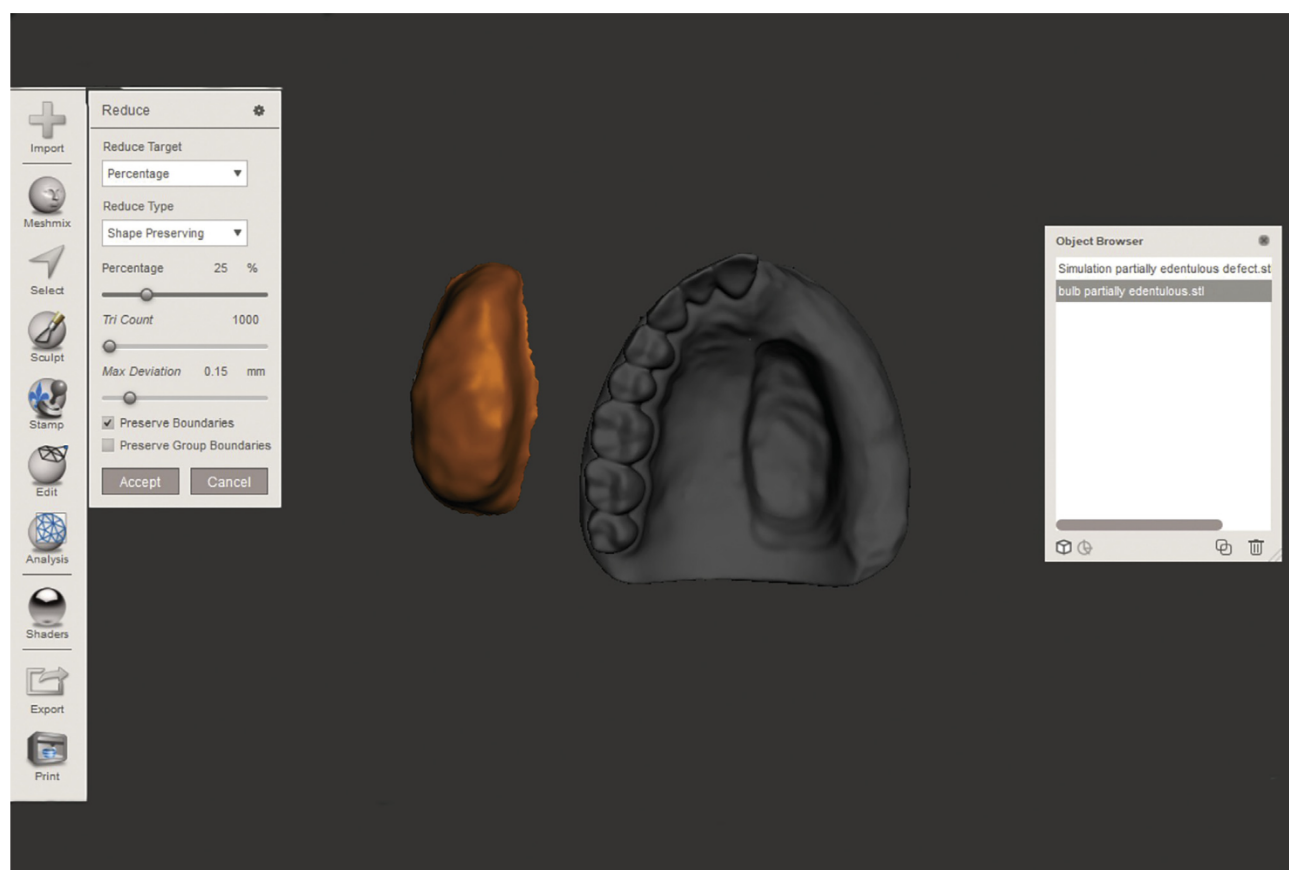 Import
Meshmix
Select
Sculpt
Stamp
Edit
Analysis
Shaders
Export
Print
Reduce
Reduce Target
Percentage
Reduce Type
Shape Preserving
Percentage 25 %
Tri Count 1000
Max Deviation 0.15 mm
Preserve Boundaries
Preserve Group Boundaries
Accept Cancel
Object Browser
Simulation partially edentulous defect.st
bulb partially edentulous.stl